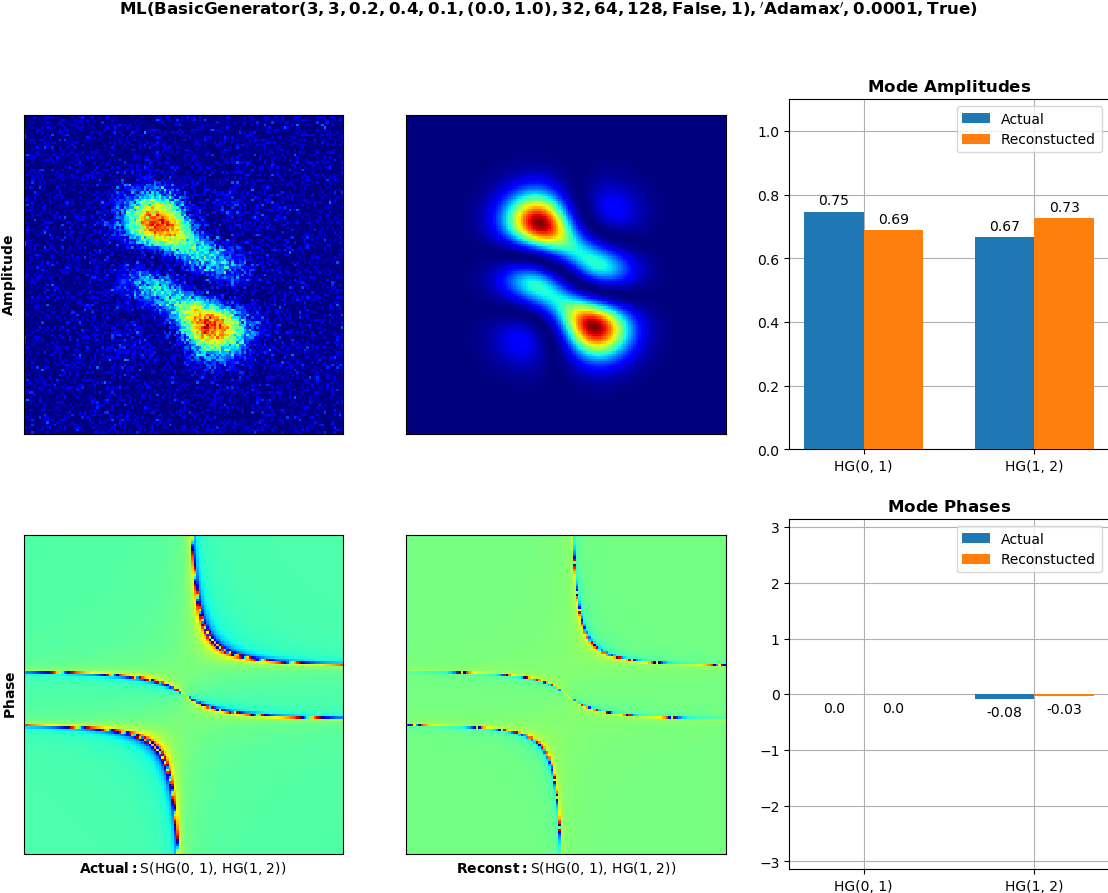 ML(BasicGenerator(3, 3, 0.2, 0.4, 0.1, (0.0, 1.0), 32, 64, 128, False, 1), 'Adamax', 0.0001, True)
Amplitude
Mode Amplitudes
Actual
Reconstucted
1.0
0.8
0.6
0.4
0.2
0.0
0.75
0.69
0.67
0.73
HG(0, 1)
HG(1, 2)
Phase
Actual: S(HG(0, 1), HG(1, 2))
Reconst: S(HG(0, 1), HG(1, 2))
Mode Phases
Actual
Reconstucted
3
2
1
0
−1
−2
−3
0.0
0.0
-0.08
-0.03
HG(0, 1)
HG(1, 2)